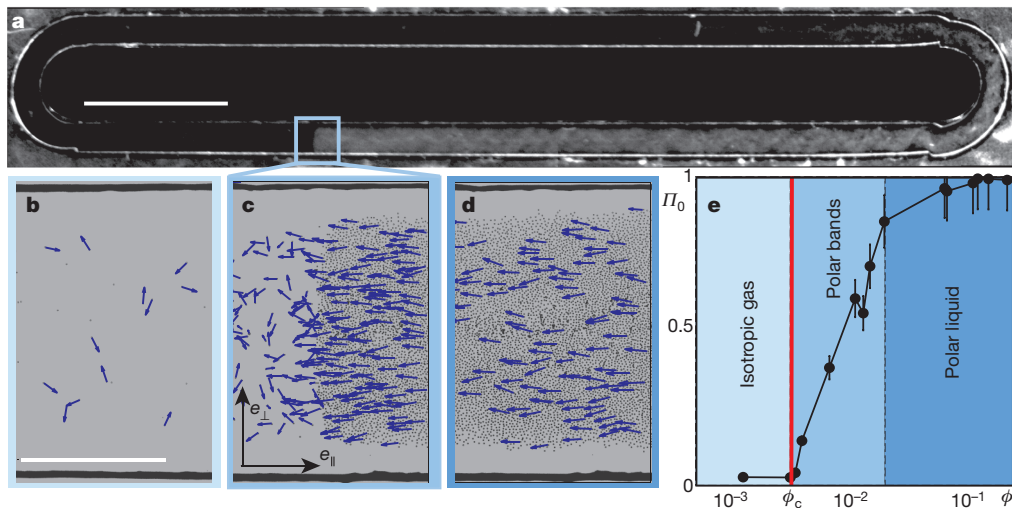 a
b
c
d
e⊥
e∥
Π₀
e
1
0.5
0
Isotropic gas
Polar bands
Polar liquid
10⁻³
ϕc
10⁻²
10⁻¹
ϕ